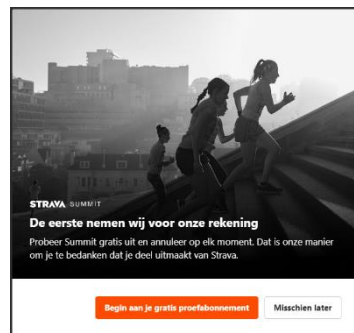 STRAVA SUMMIT
De eerste nemen wij voor onze rekening
Probeer Summit gratis uit en annuleer op elk moment. Dat is onze manier
om je te bedanken dat je deel uitmaakt van Strava.
Begin aan je gratis proefabonnement
Misschien later